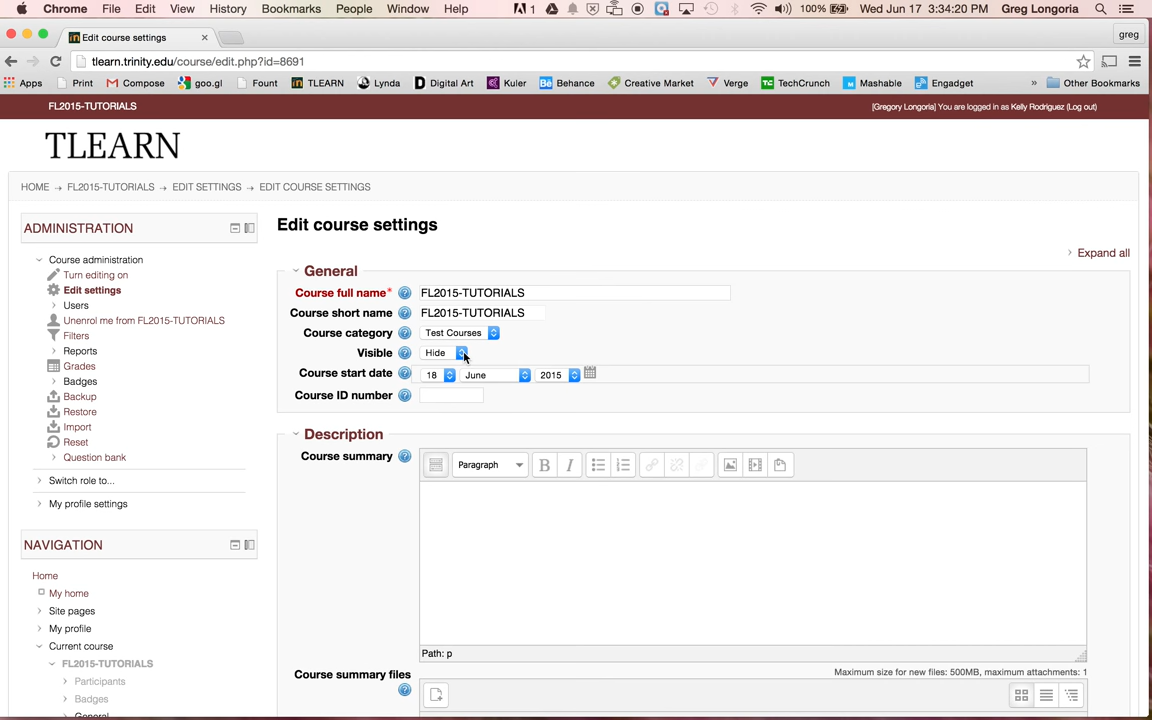 Chrome File Edit View History Bookmarks People Window Help 1 100% Wed Jun 17 3:34:20 PM Greg Longoria
Edit course settings greg
tlearn.trinity.edu/course/edit.php?id=8691
Apps Print Compose goo.gl Fount TLEARN Lynda Digital Art Kuler Behance Creative Market Verge TechCrunch Mashable Engadget » Other Bookmarks
FL2015-TUTORIALS [Gregory Longoria] You are logged in as Kelly Rodriguez (Log out)
TLEARN
HOME → FL2015-TUTORIALS → EDIT SETTINGS → EDIT COURSE SETTINGS
ADMINISTRATION
Course administration
Turn editing on
Edit settings
Users
Unenrol me from FL2015-TUTORIALS
Filters
Reports
Grades
Badges
Backup
Restore
Import
Reset
Question bank
Switch role to...
My profile settings
NAVIGATION
Home
My home
Site pages
My profile
Current course
FL2015-TUTORIALS
Participants
Badges
General
Edit course settings
Expand all
General
Course full name* FL2015-TUTORIALS
Course short name FL2015-TUTORIALS
Course category Test Courses
Visible Hide
Course start date 18 June 2015
Course ID number
Description
Course summary Paragraph B I
Path: p
Course summary files Maximum size for new files: 500MB, maximum attachments: 1